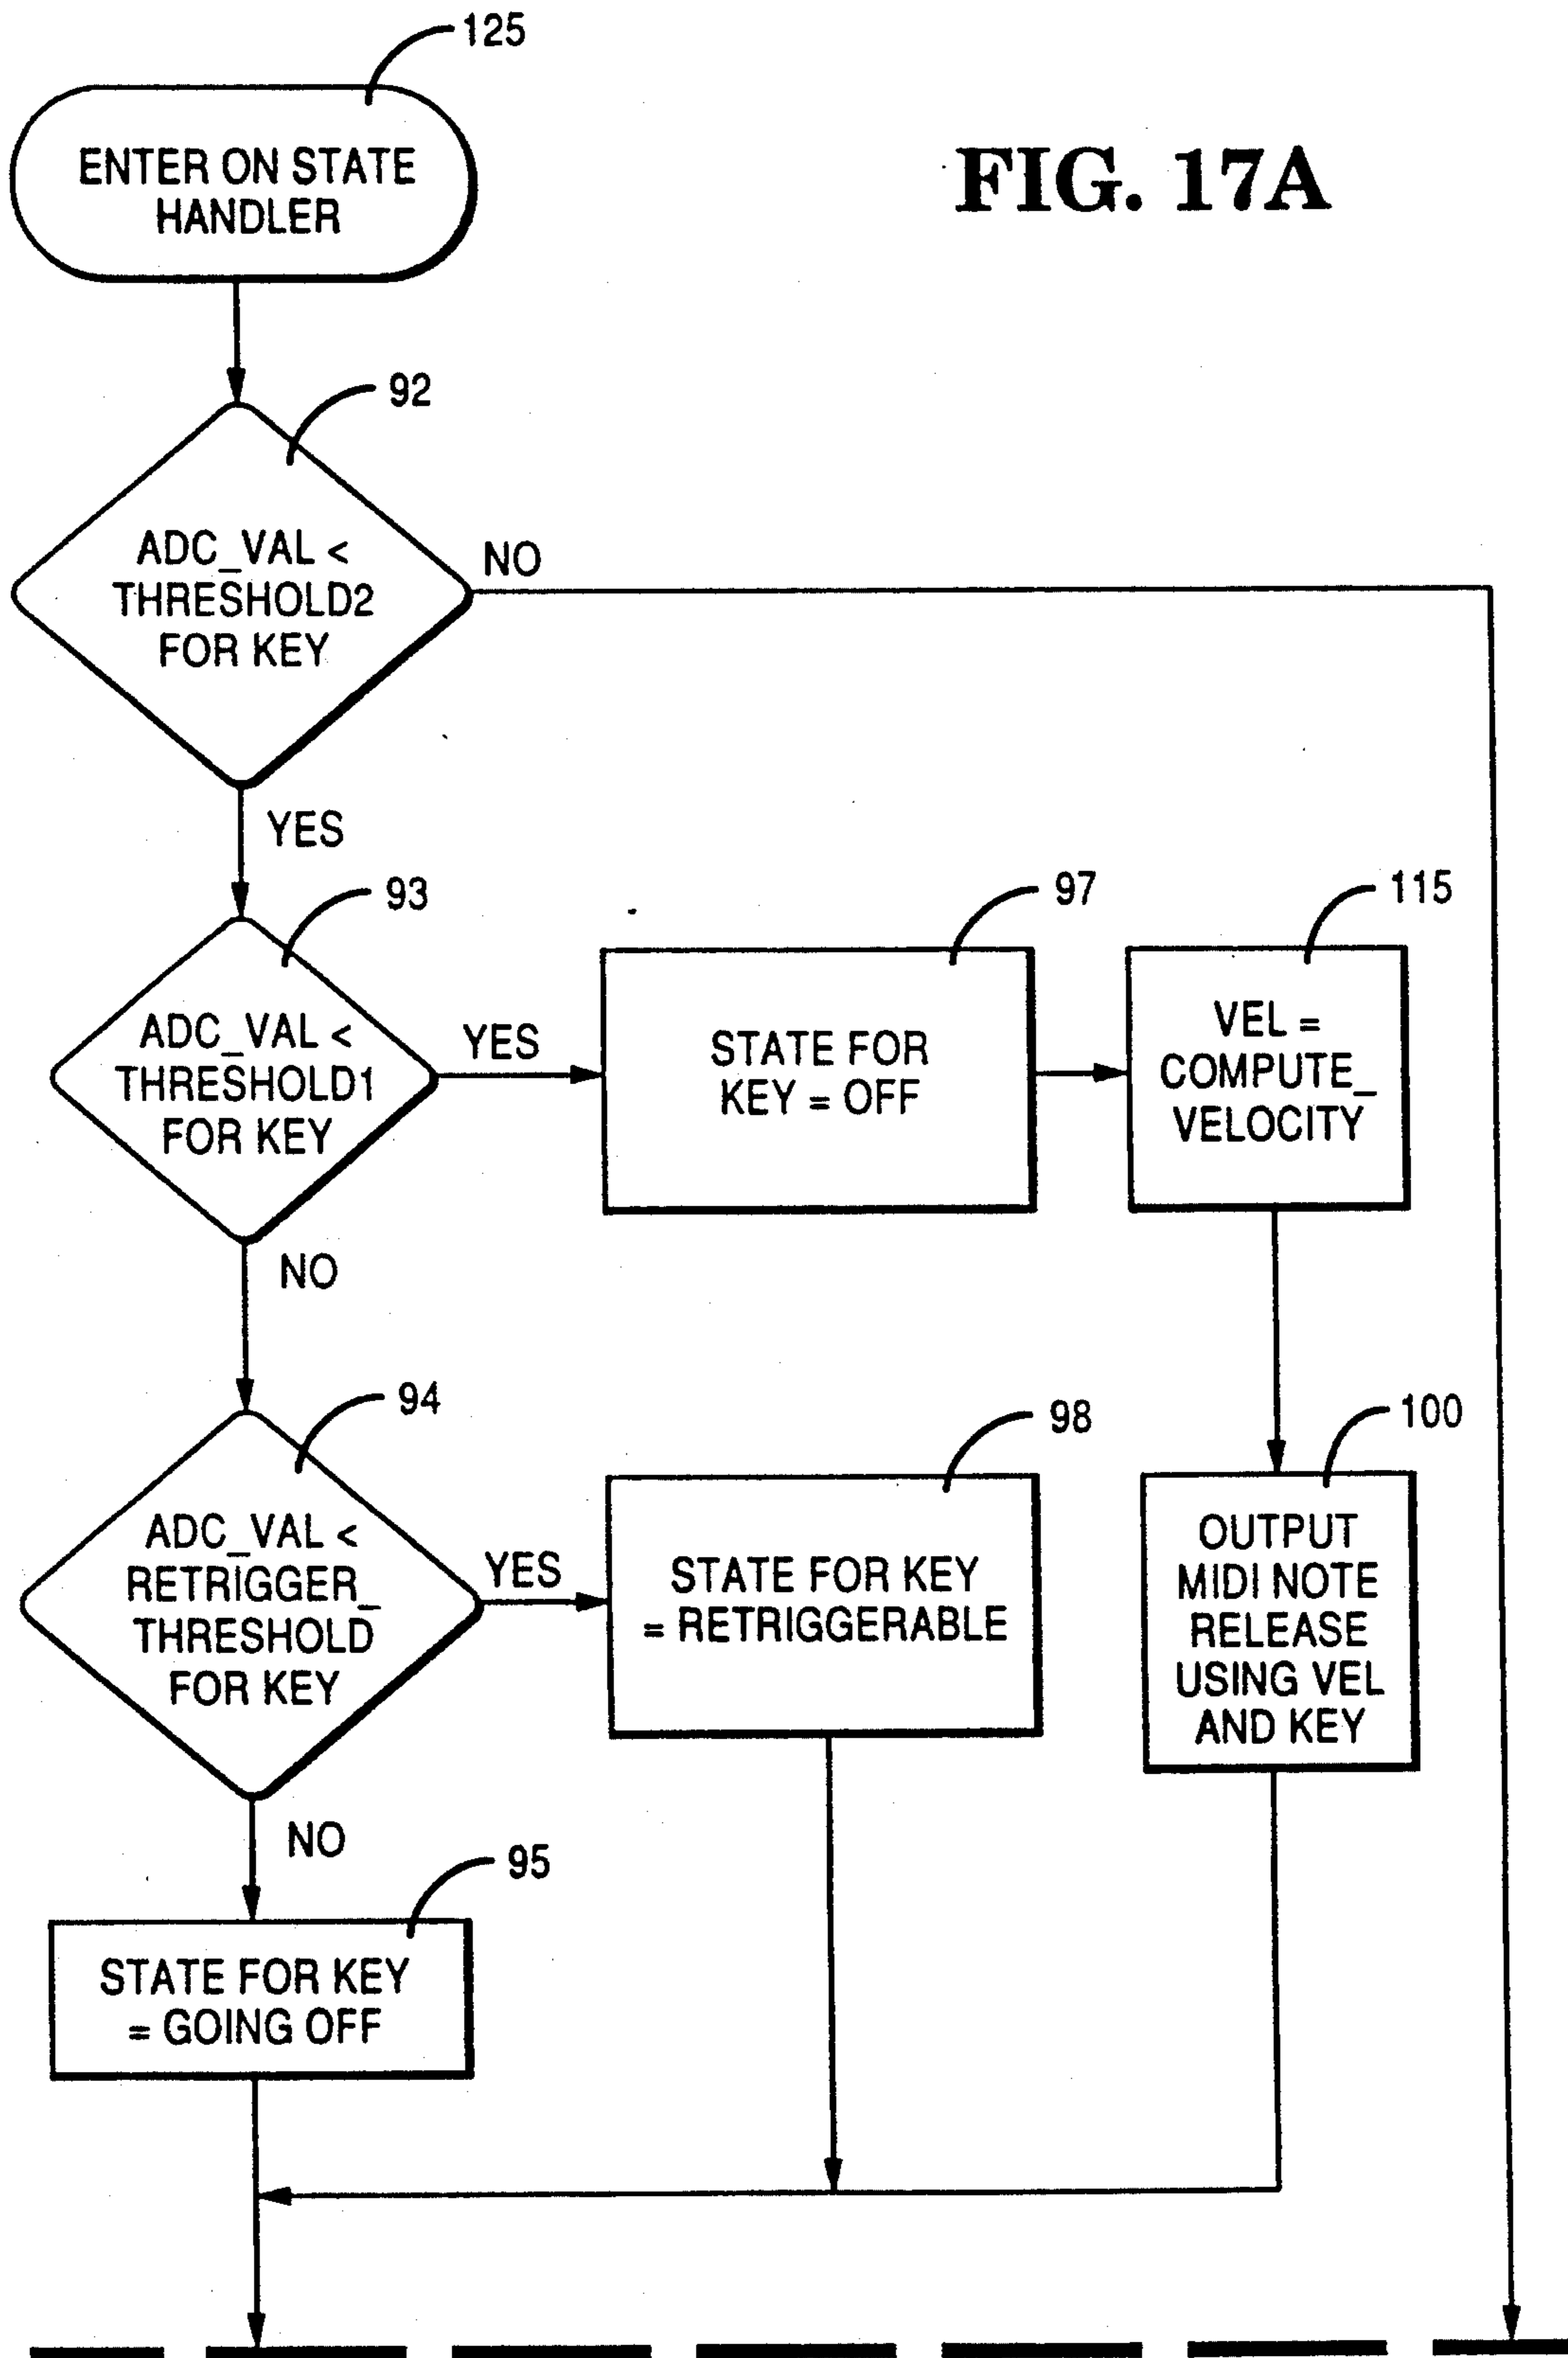 125
ENTER ON STATE
HANDLER
FIG. 17A
92
ADC_VAL <
THRESHOLD2
FOR KEY
NO
YES
93
ADC_VAL <
THRESHOLD1
FOR KEY
YES
97
STATE FOR
KEY = OFF
115
VEL =
COMPUTE_
VELOCITY
NO
94
ADC_VAL <
RETRIGGER_
THRESHOLD
FOR KEY
YES
98
STATE FOR KEY
= RETRIGGERABLE
100
OUTPUT
MIDI NOTE
RELEASE
USING VEL
AND KEY
NO
95
STATE FOR KEY
= GOING OFF